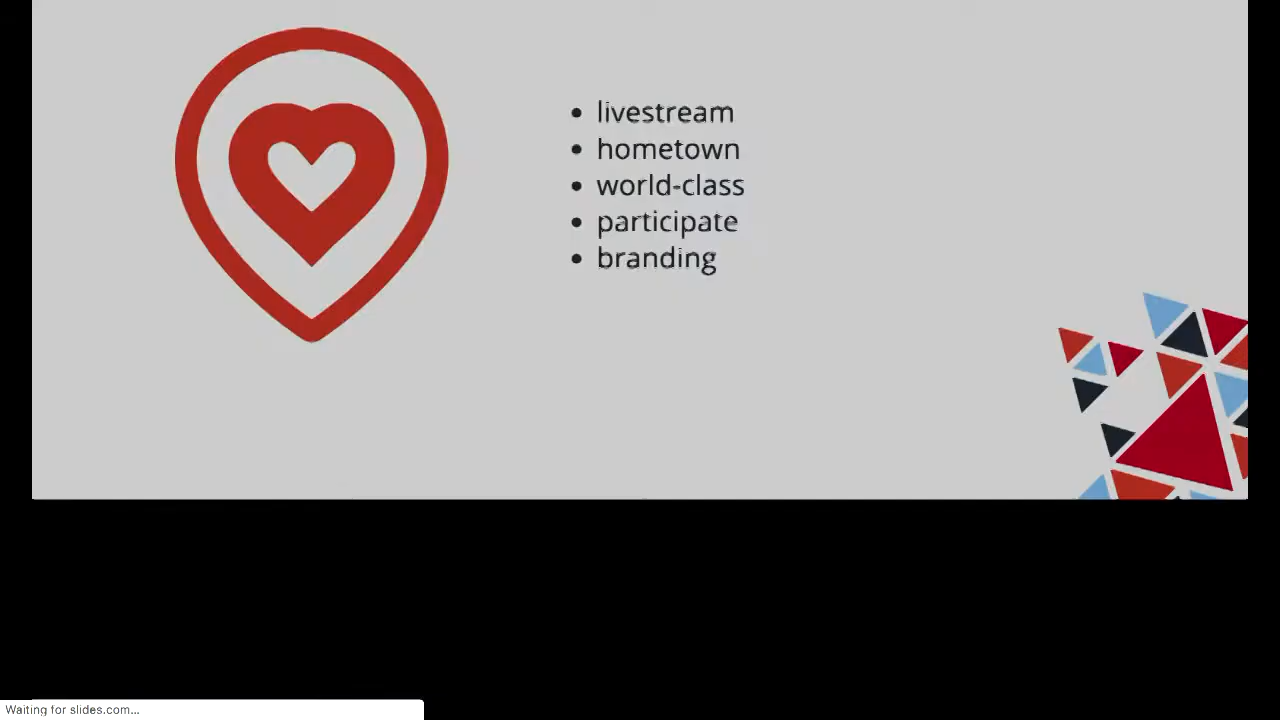 livestream
hometown
world-class
participate
branding
Waiting for slides.com...